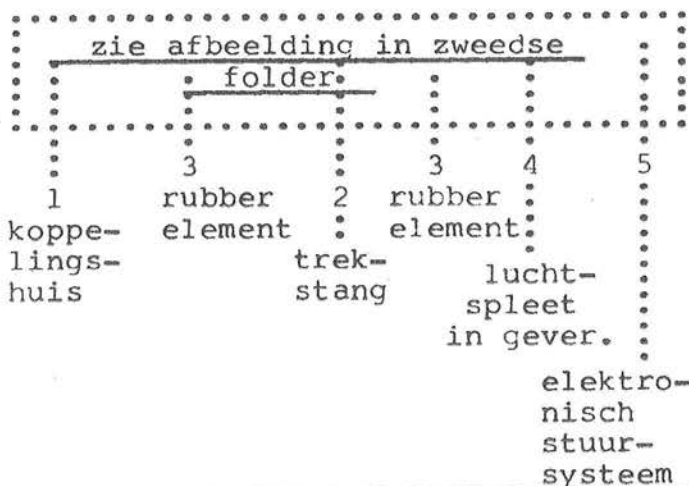 zie afbeelding in zweedse
folder
3 3 4 5
1 rubber 2 rubber
koppe- element element
lings- trek- lucht-
huis stang spleet
in gever.
elektro-
nisch
stuur-
systeem